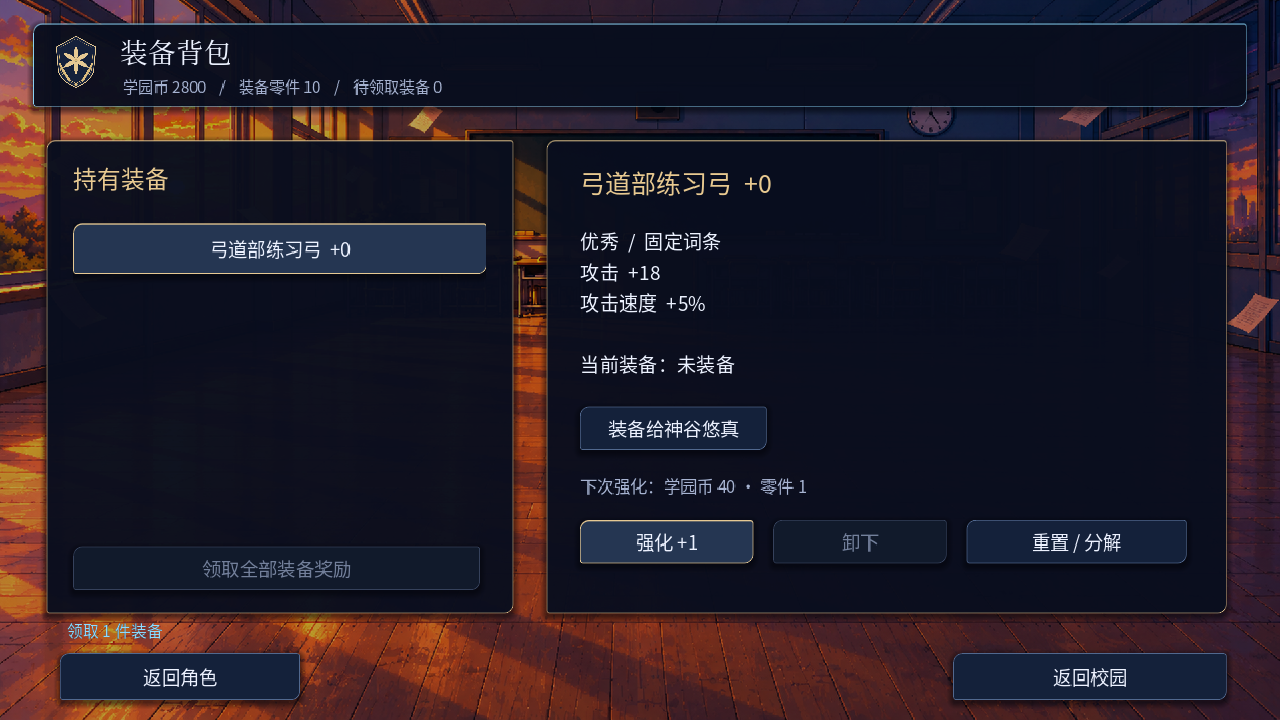 装备背包
学园币 2800 / 装备零件 10 / 待领取装备 0
持有装备
弓道部练习弓 +0
领取全部装备奖励
弓道部练习弓 +0
优秀 / 固定词条
攻击 +18
攻击速度 +5%
当前装备：未装备
装备给神谷悠真
下次强化：学园币 40 · 零件 1
强化 +1
卸下
重置 / 分解
领取 1 件装备
返回角色
返回校园